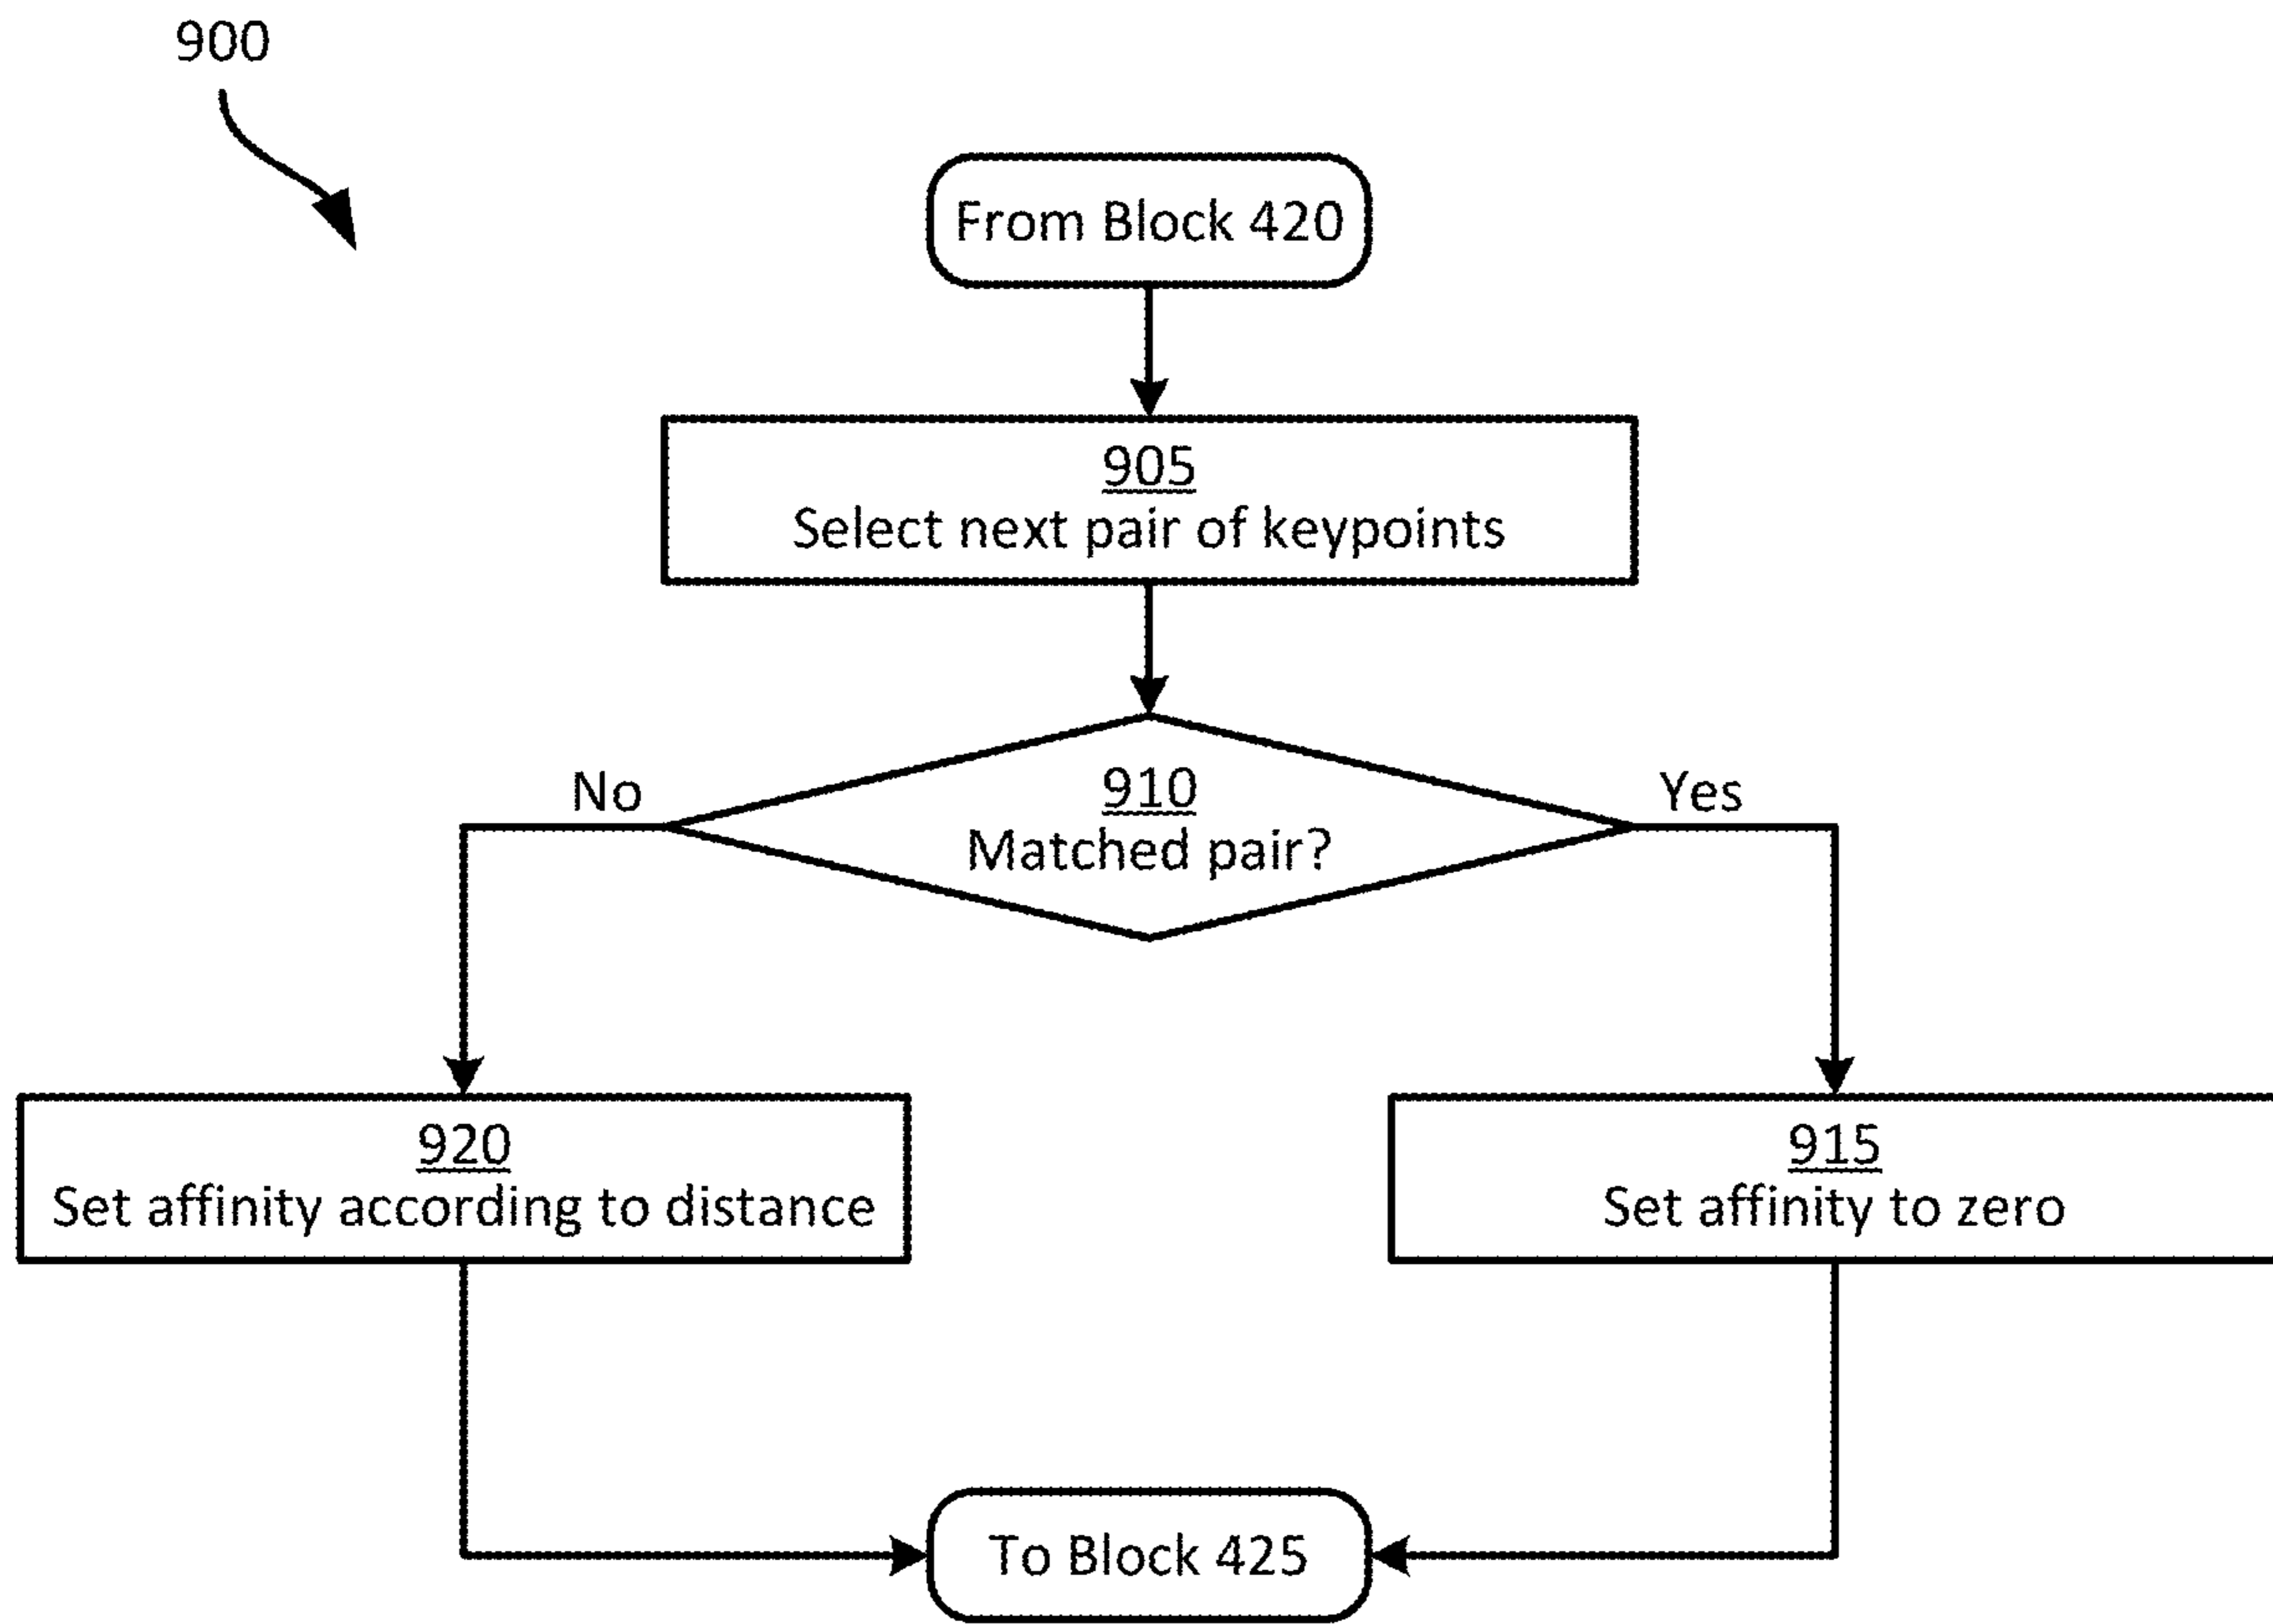 900
From Block 420
905
Select next pair of keypoints
910
Matched pair?
No
Yes
920
Set affinity according to distance
915
Set affinity to zero
To Block 425